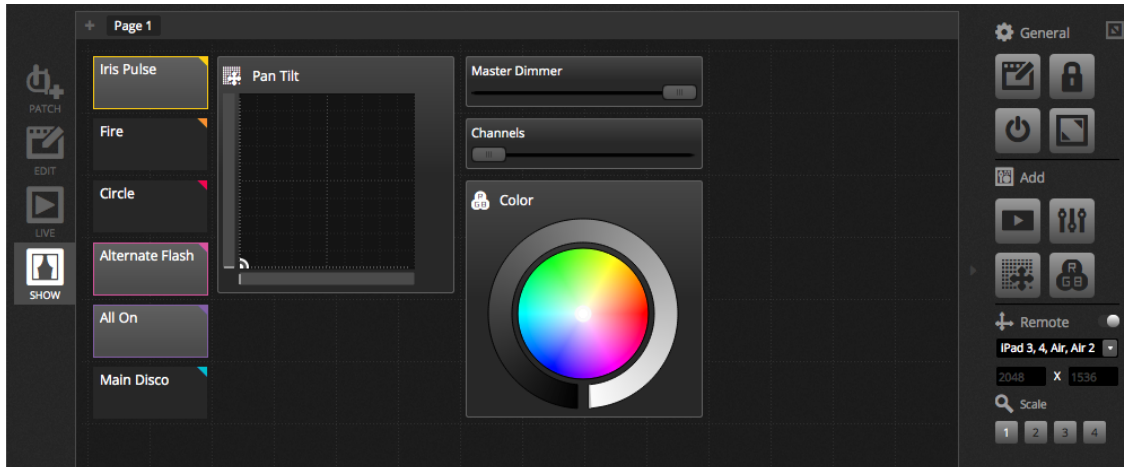 + Page 1
PATCH
EDIT
LIVE
SHOW
Iris Pulse
Fire
Circle
Alternate Flash
All On
Main Disco
Pan Tilt
Master Dimmer
Channels
RGB
Color
General
Add
RGB
Remote
iPad 3, 4, Air, Air 2
2048 X 1536
Scale
1 2 3 4